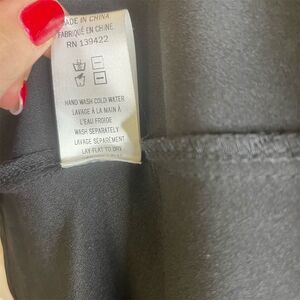 MADE IN CHINA
FABRIQUÉ EN CHINE
RN 139422
HAND WASH COLD WATER
LAVAGE À LA MAIN À
L'EAU FROIDE
WASH SEPARATELY
LAVAGE SÉPARÉMENT
LAY FLAT TO DRY